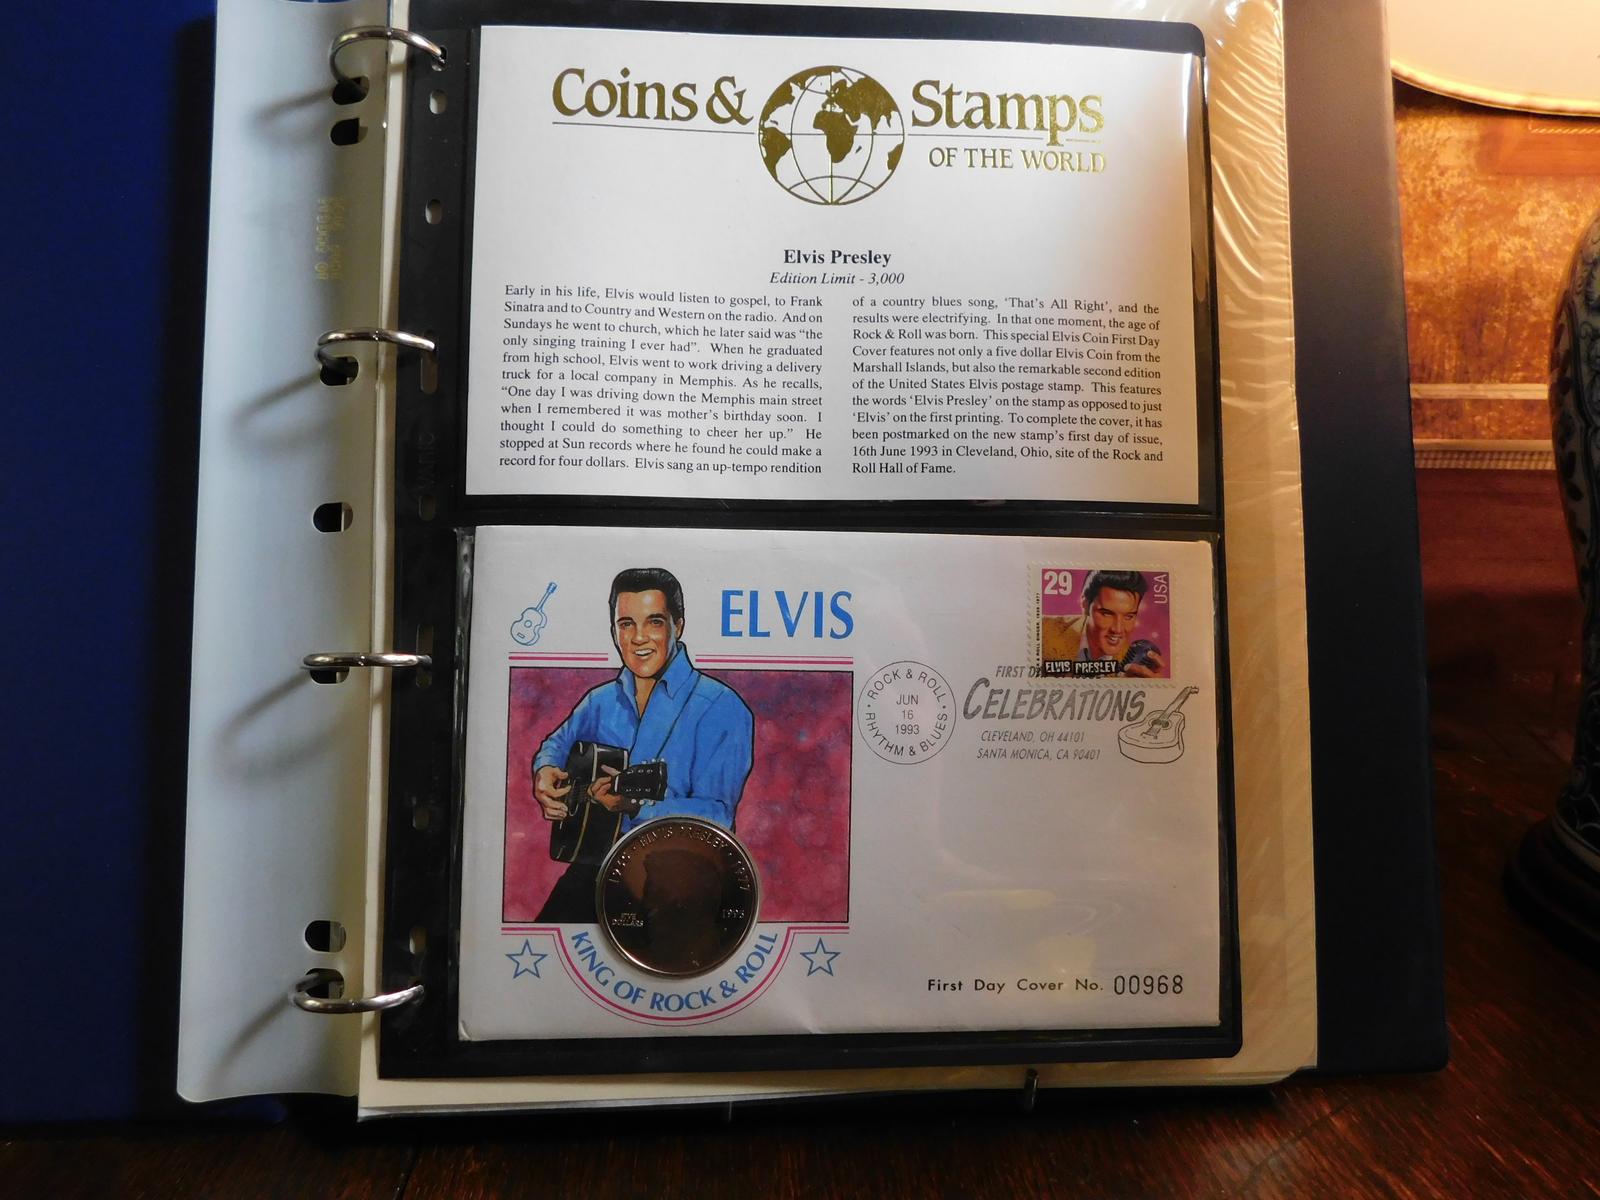 Coins & Stamps
OF THE WORLD
Elvis Presley
Edition Limit - 3,000
Early in his life, Elvis would listen to gospel, to Frank
Sinatra and to Country and Western on the radio. And on
Sundays he went to church, which he later said was “the
only singing training I ever had”. When he graduated
from high school, Elvis went to work driving a delivery
truck for a local company in Memphis. As he recalls,
“One day I was driving down the Memphis main street
when I remembered it was mother’s birthday soon. I
thought I could do something to cheer her up.” He
stopped at Sun records where he found he could make a
record for four dollars. Elvis sang an up-tempo rendition
of a country blues song, ‘That’s All Right’, and the
results were electrifying. In that one moment, the age of
Rock & Roll was born. This special Elvis Coin First Day
Cover features not only a five dollar Elvis Coin from the
Marshall Islands, but also the remarkable second edition
of the United States Elvis postage stamp. This features
the words ‘Elvis Presley’ on the stamp as opposed to just
‘Elvis’ on the first printing. To complete the cover, it has
been postmarked on the new stamp’s first day of issue,
16th June 1993 in Cleveland, Ohio, site of the Rock and
Roll Hall of Fame.
ELVIS
29
USA
ELVIS PRESLEY
ROCK & ROLL
JUN
16
1993
RHYTHM & BLUES
FIRST DAY OF ISSUE
CELEBRATIONS
CLEVELAND, OH 44101
SANTA MONICA, CA 90401
ELVIS PRESLEY · 1977
FIVE
DOLLARS
1993
KING OF ROCK & ROLL
First Day Cover No. 00968